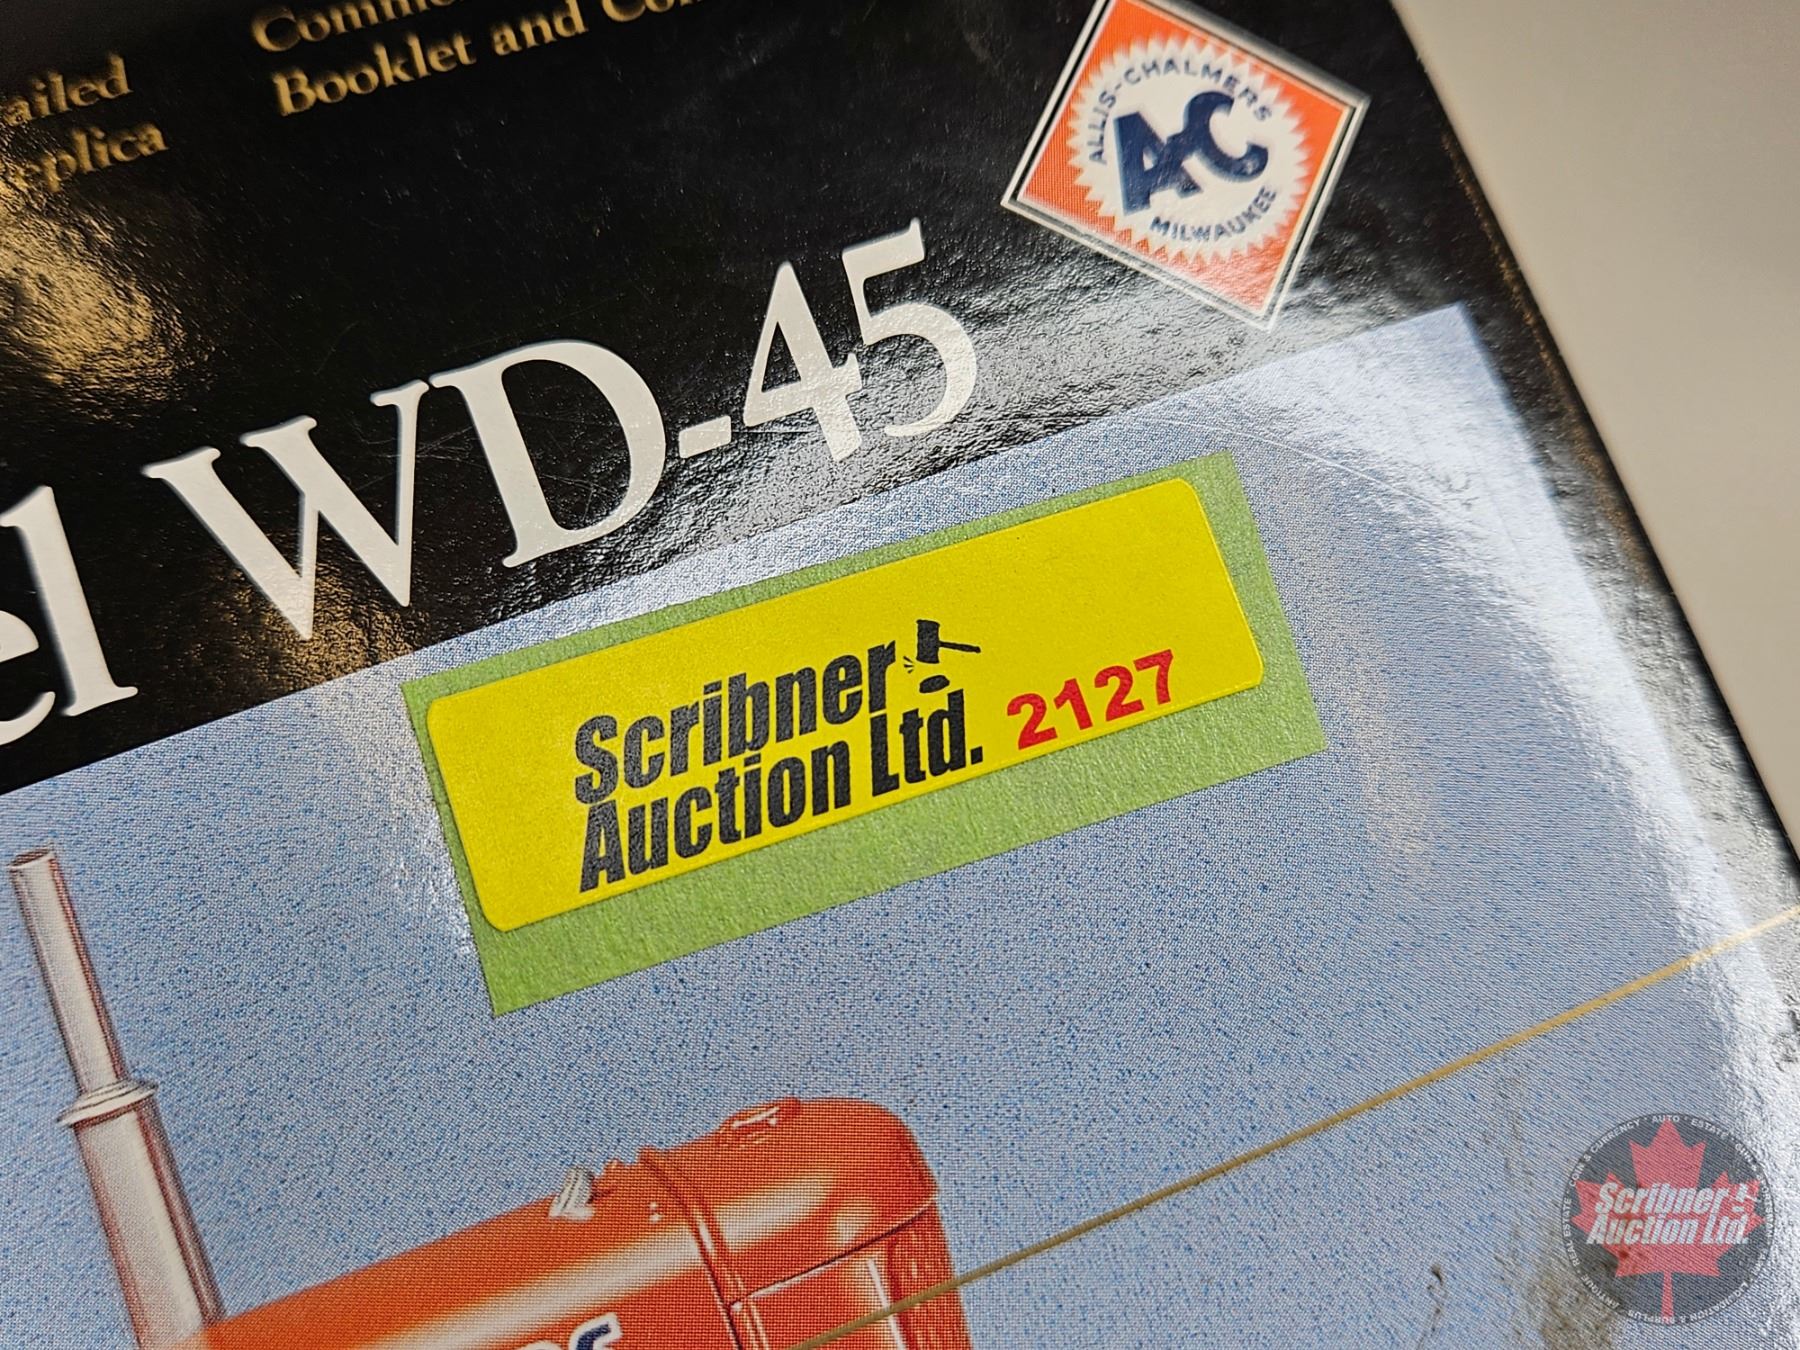 ailed
eplica
Booklet and Co
ALLIS-CHALMERS
AC
MILWAUKEE
el WD-45
Scribner
Auction Ltd.
2127
Scribner
Auction Ltd.